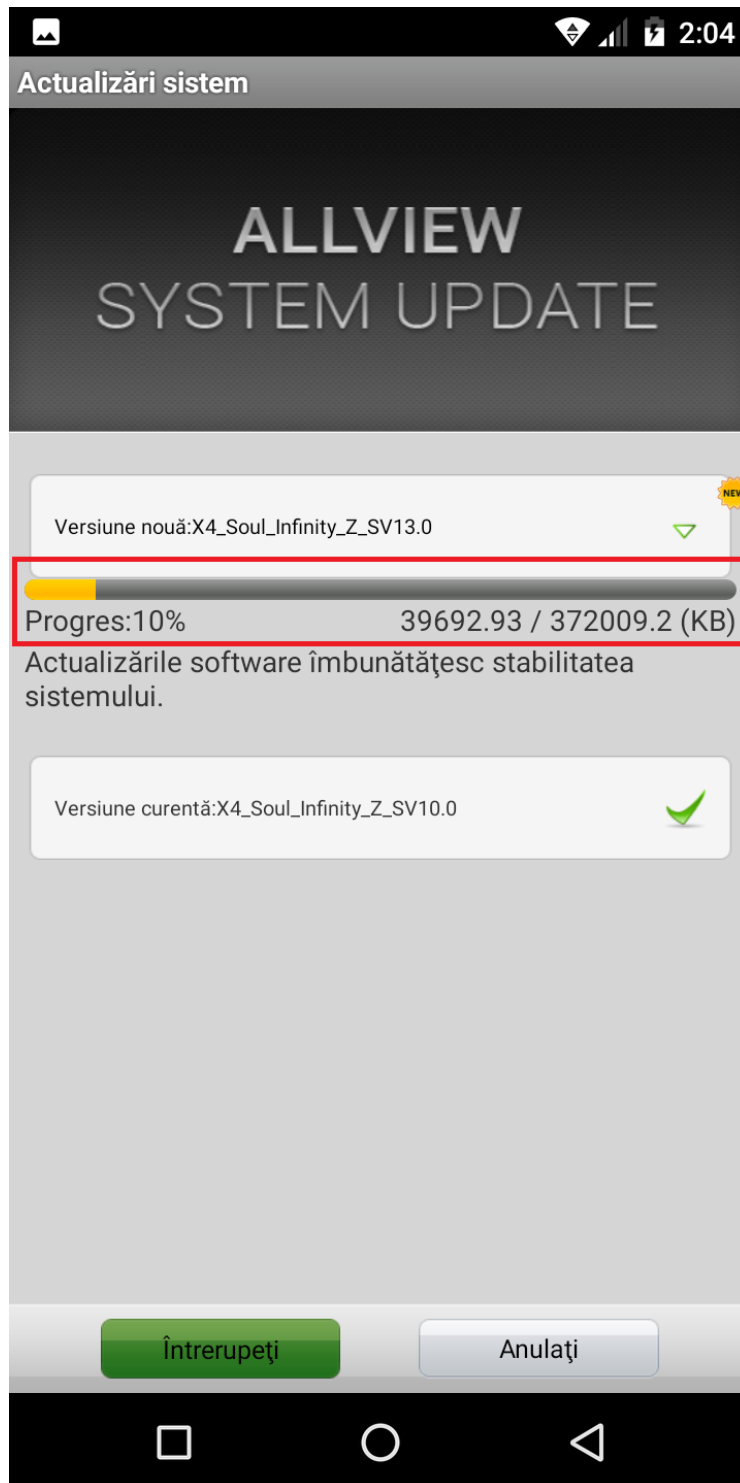 2:04
Actualizări sistem
ALLVIEW
SYSTEM UPDATE
NEW
Versiune nouă:X4_Soul_Infinity_Z_SV13.0
Progres:10% 39692.93 / 372009.2 (KB)
Actualizările software îmbunătăţesc stabilitatea
sistemului.
Versiune curentă:X4_Soul_Infinity_Z_SV10.0
Întrerupeţi Anulaţi